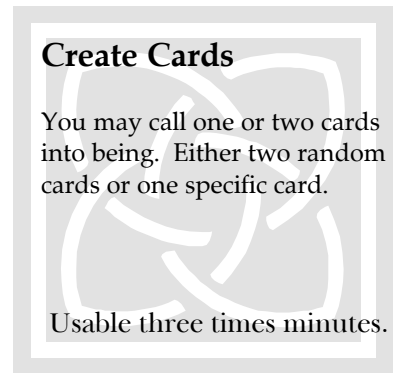 Create Cards
You may call one or two cards
into being.  Either two random
cards or one specific card.
Usable three times minutes.